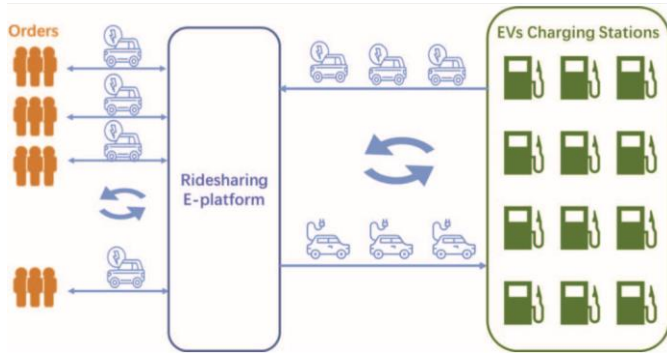 Orders
EVs Charging Stations
Ridesharing
E-platform